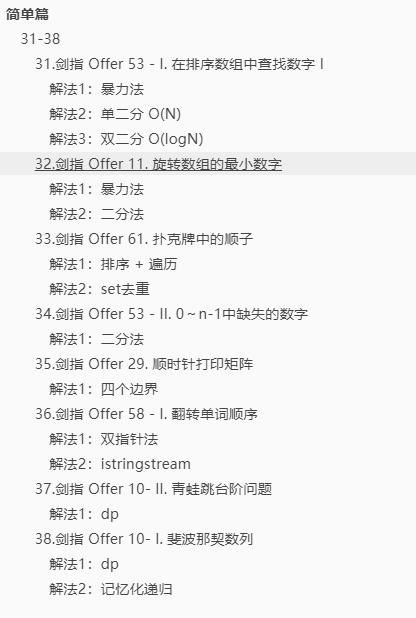 简单篇
31-38
31.剑指 Offer 53 - I. 在排序数组中查找数字 I
解法1：暴力法
解法2：单二分 O(N)
解法3：双二分 O(logN)
32.剑指 Offer 11. 旋转数组的最小数字
解法1：暴力法
解法2：二分法
33.剑指 Offer 61. 扑克牌中的顺子
解法1：排序 + 遍历
解法2：set去重
34.剑指 Offer 53 - II. 0～n-1中缺失的数字
解法1：二分法
35.剑指 Offer 29. 顺时针打印矩阵
解法1：四个边界
36.剑指 Offer 58 - I. 翻转单词顺序
解法1：双指针法
解法2：istringstream
37.剑指 Offer 10- II. 青蛙跳台阶问题
解法1：dp
38.剑指 Offer 10- I. 斐波那契数列
解法1：dp
解法2：记忆化递归